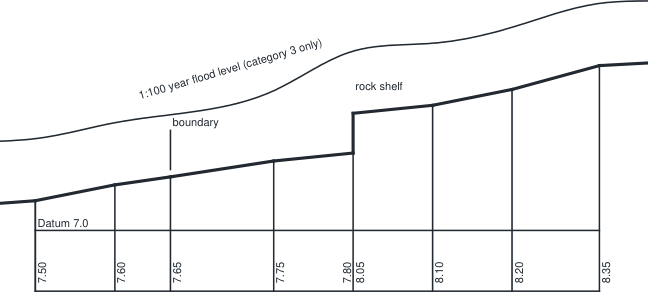 1:100 year flood level (category 3 only)
rock shelf
boundary
Datum 7.0
7.50
7.60
7.65
7.75
7.80
8.05
8.10
8.20
8.35